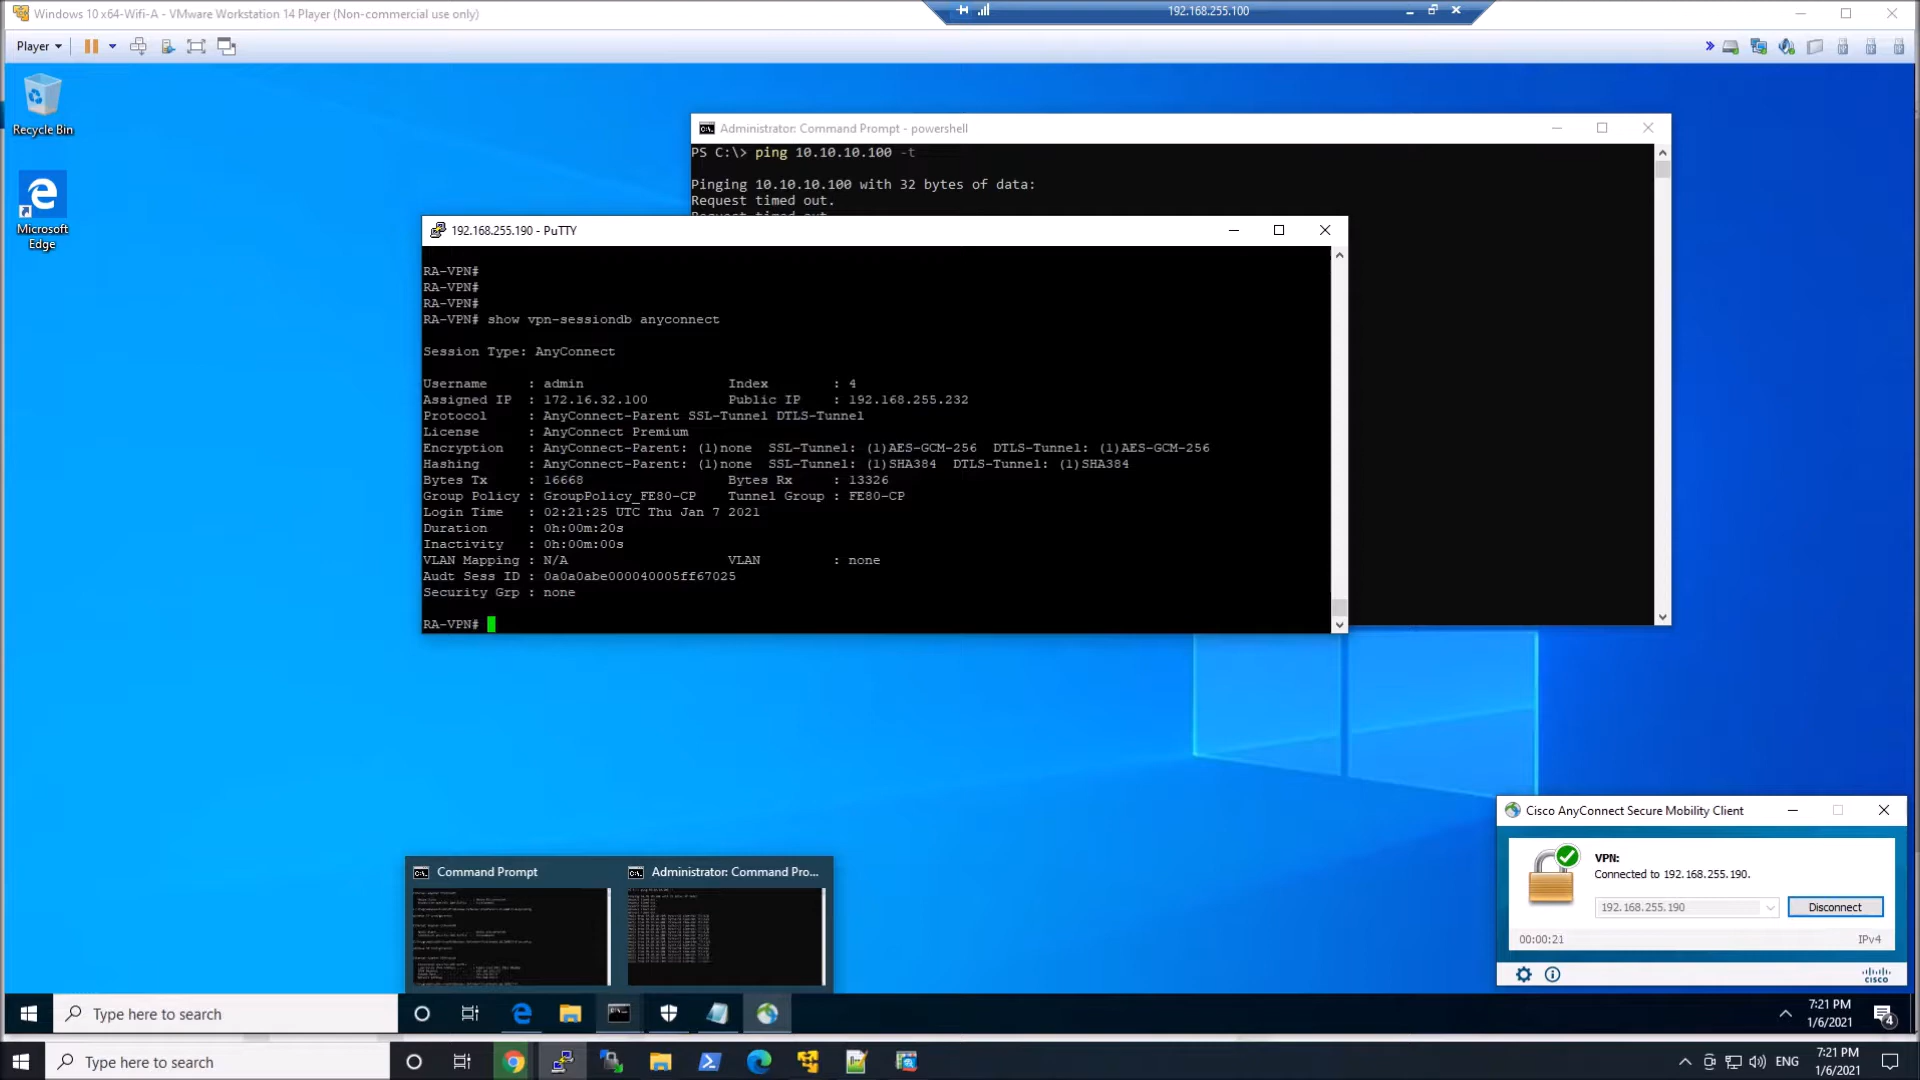 Windows 10 x64-Wifi-A - VMware Workstation 14 Player (Non-commercial use only)
192.168.255.100
Player
Recycle Bin
Microsoft
Edge
Administrator: Command Prompt - powershell
PS C:\> ping 10.10.10.100 -t
Pinging 10.10.10.100 with 32 bytes of data:
Request timed out.
Request timed out.
192.168.255.190 - PuTTY
RA-VPN#
RA-VPN#
RA-VPN#
RA-VPN# show vpn-sessiondb anyconnect
Session Type: AnyConnect
Username     : admin                  Index        : 4
Assigned IP  : 172.16.32.100          Public IP    : 192.168.255.232
Protocol     : AnyConnect-Parent SSL-Tunnel DTLS-Tunnel
License      : AnyConnect Premium
Encryption   : AnyConnect-Parent: (1)none  SSL-Tunnel: (1)AES-GCM-256  DTLS-Tunnel: (1)AES-GCM-256
Hashing      : AnyConnect-Parent: (1)none  SSL-Tunnel: (1)SHA384  DTLS-Tunnel: (1)SHA384
Bytes Tx     : 16668                  Bytes Rx     : 13326
Group Policy : GroupPolicy_FE80-CP    Tunnel Group : FE80-CP
Login Time   : 02:21:25 UTC Thu Jan 7 2021
Duration     : 0h:00m:20s
Inactivity   : 0h:00m:00s
VLAN Mapping : N/A                    VLAN         : none
Audt Sess ID : 0a0a0abe000040005ff67025
Security Grp : none
RA-VPN#
Cisco AnyConnect Secure Mobility Client
VPN:
Connected to 192.168.255.190.
192.168.255.190
Disconnect
00:00:21
IPv4
cisco
Command Prompt
Administrator: Command Pro...
Type here to search
7:21 PM
1/6/2021
4
Type here to search
ENG
7:21 PM
1/6/2021